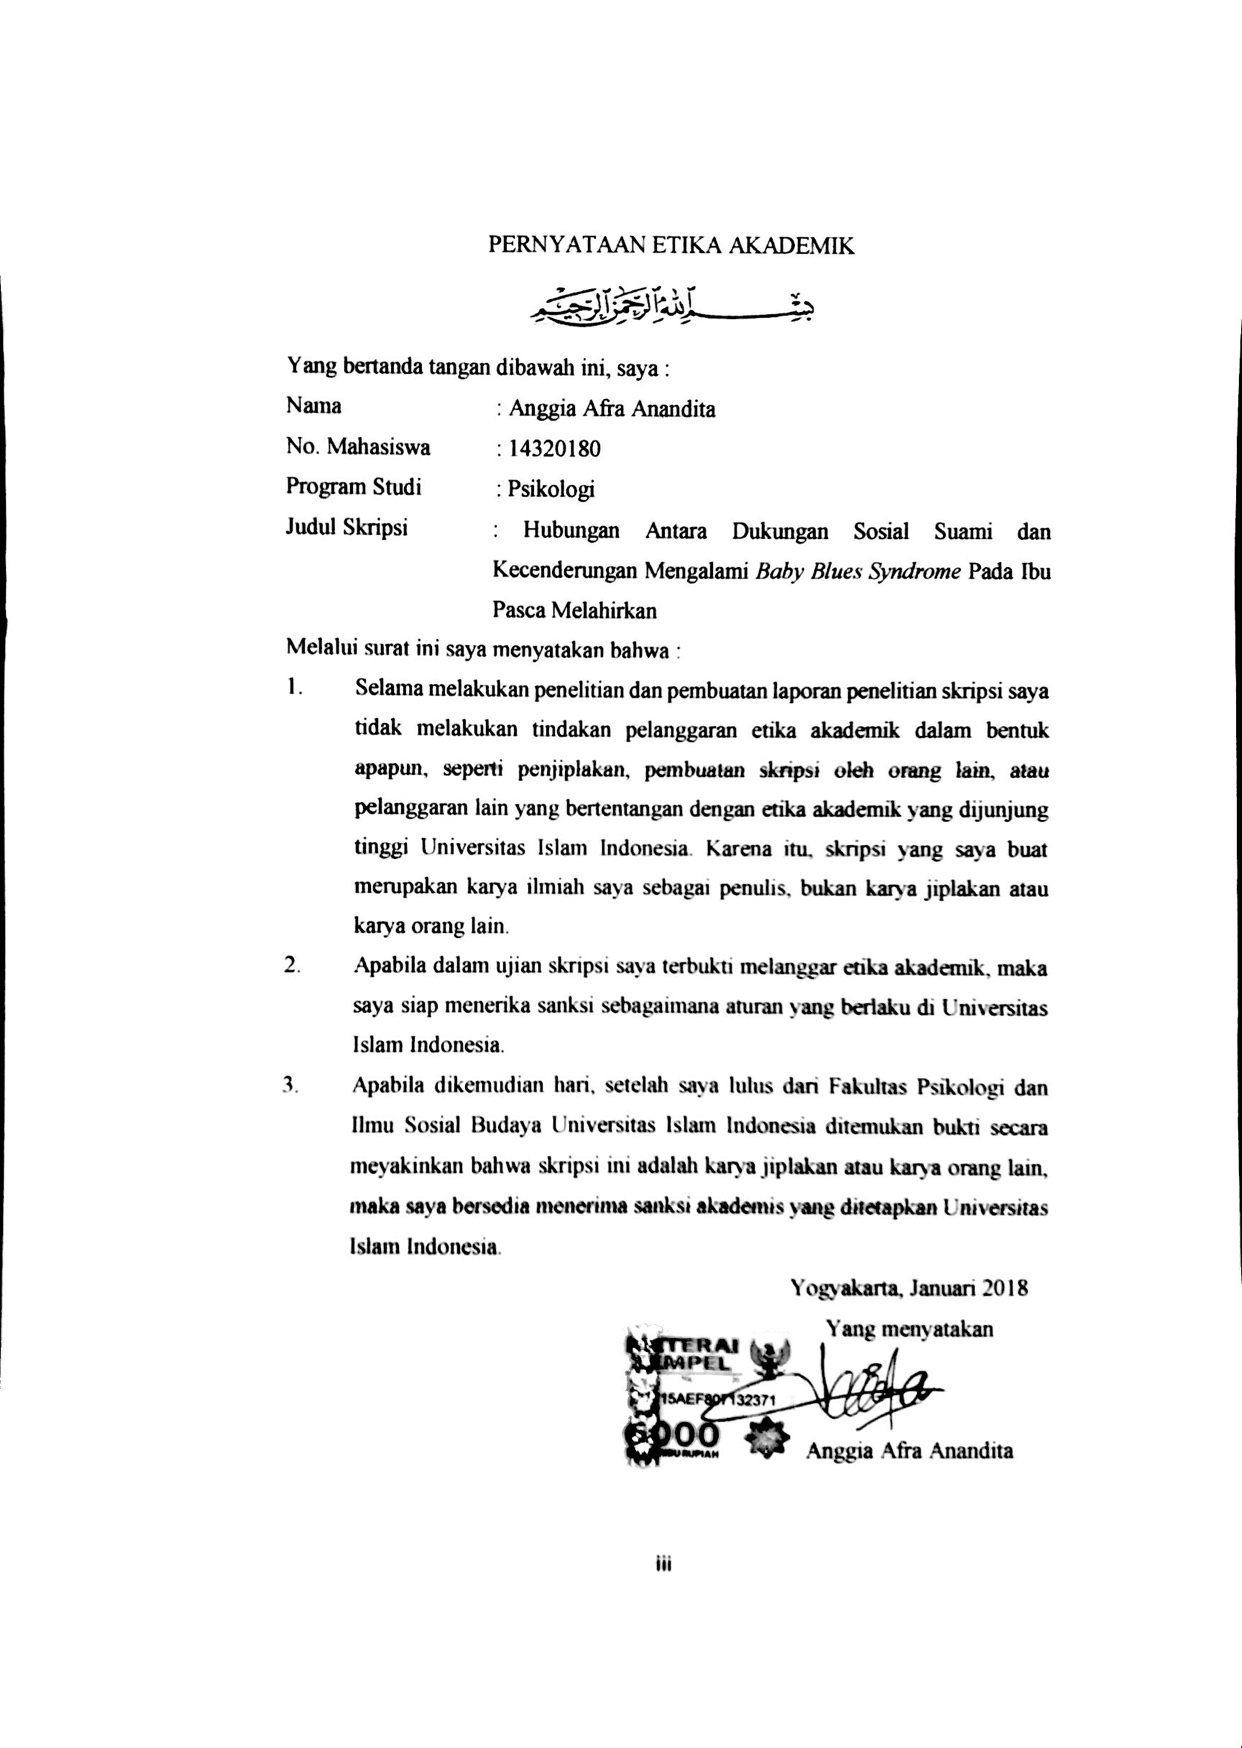 PERNYATAAN ETIKA AKADEMIK
بسم الله الرحمن الرحيم
Yang bertanda tangan dibawah ini, saya :
Nama : Anggia Afra Anandita
No. Mahasiswa : 14320180
Program Studi : Psikologi
Judul Skripsi : Hubungan Antara Dukungan Sosial Suami dan
Kecenderungan Mengalami Baby Blues Syndrome Pada Ibu
Pasca Melahirkan
Melalui surat ini saya menyatakan bahwa :
1. Selama melakukan penelitian dan pembuatan laporan penelitian skripsi saya
tidak melakukan tindakan pelanggaran etika akademik dalam bentuk
apapun, seperti penjiplakan, pembuatan skripsi oleh orang lain, atau
pelanggaran lain yang bertentangan dengan etika akademik yang dijunjung
tinggi Universitas Islam Indonesia. Karena itu, skripsi yang saya buat
merupakan karya ilmiah saya sebagai penulis, bukan karya jiplakan atau
karya orang lain.
2. Apabila dalam ujian skripsi saya terbukti melanggar etika akademik, maka
saya siap menerika sanksi sebagaimana aturan yang berlaku di Universitas
Islam Indonesia.
3. Apabila dikemudian hari, setelah saya lulus dari Fakultas Psikologi dan
Ilmu Sosial Budaya Universitas Islam Indonesia ditemukan bukti secara
meyakinkan bahwa skripsi ini adalah karya jiplakan atau karya orang lain,
maka saya bersedia menerima sanksi akademis yang ditetapkan Universitas
Islam Indonesia.
Yogyakarta, Januari 2018
Yang menyatakan
6000
Anggia Afra Anandita
iii